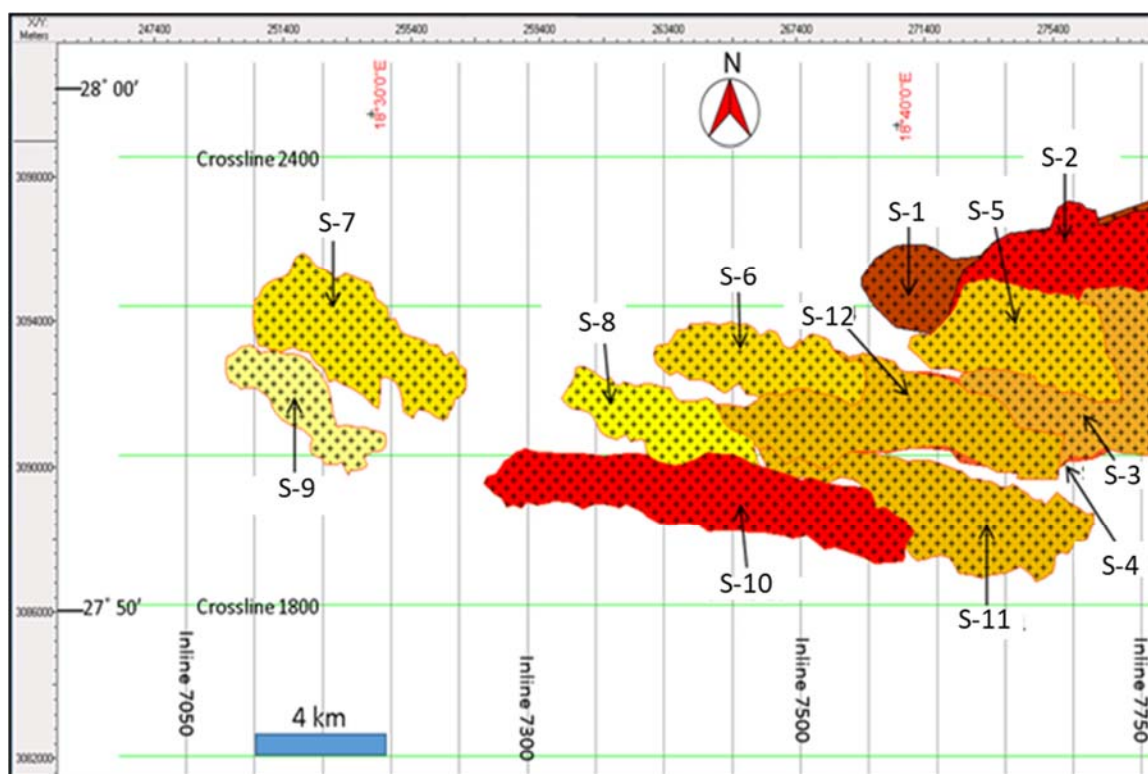 X/Y:
Meters
247400 251400 255400 259400 263400 267400 271400 275400
N
28° 00'
18°30'0"E
18°40'0"E
Crossline 2400
3098000
S-2
S-7
S-1
S-5
S-6
S-12
S-8
3094000
3090000
S-9
S-3
S-4
S-10
S-11
3086000
27° 50'
Crossline 1800
Inline 7050
Inline 7300
Inline 7500
Inline 7750
4 km
3082000